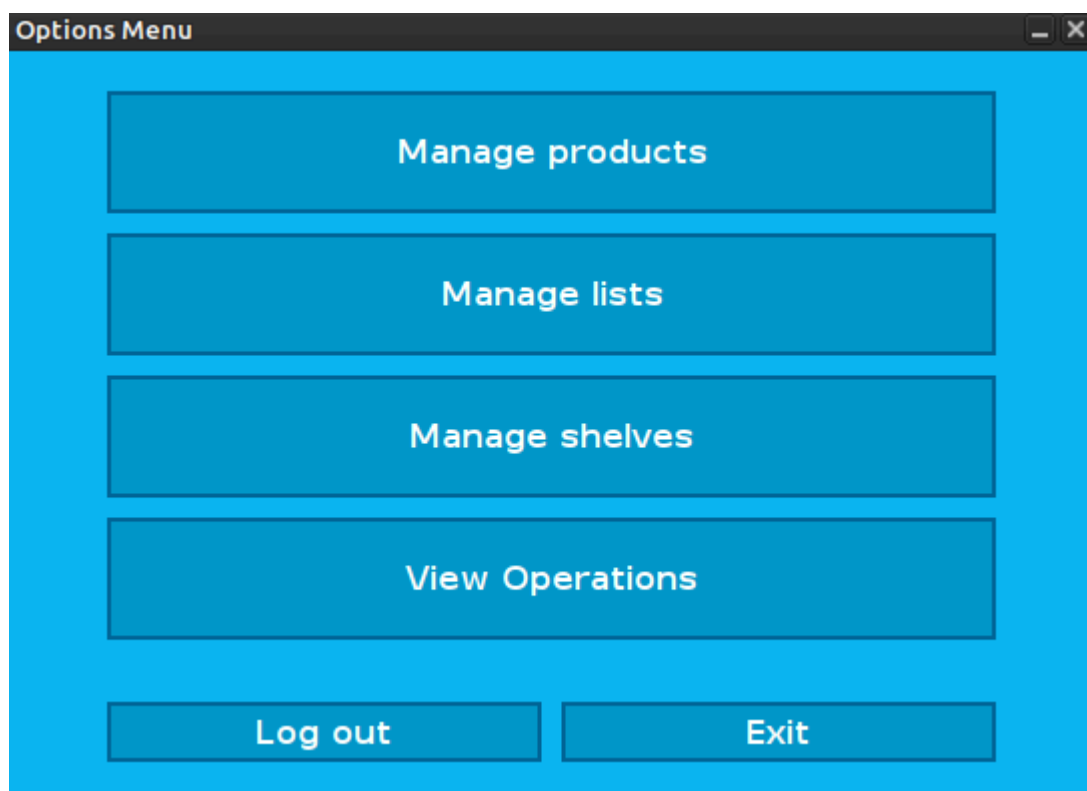 Options Menu
Manage products
Manage lists
Manage shelves
View Operations
Log out
Exit